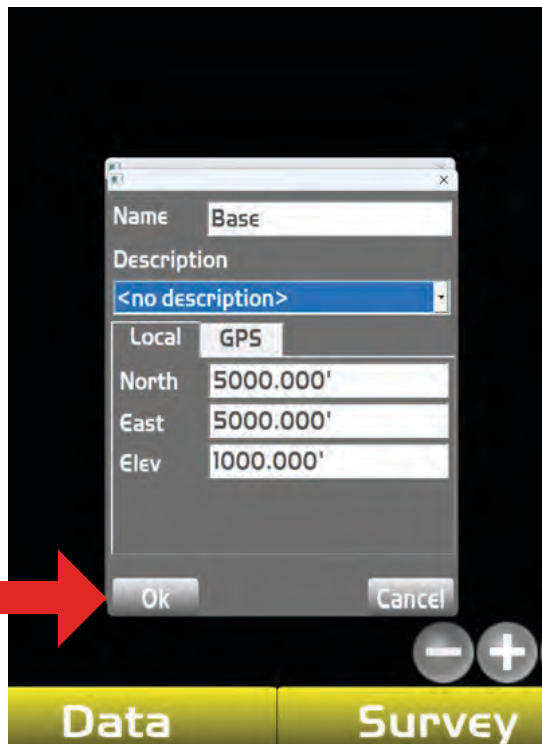 Name Base
Description
<no description>
Local GPS
North 5000.000'
East 5000.000'
Elev 1000.000'
Ok Cancel
Data Survey